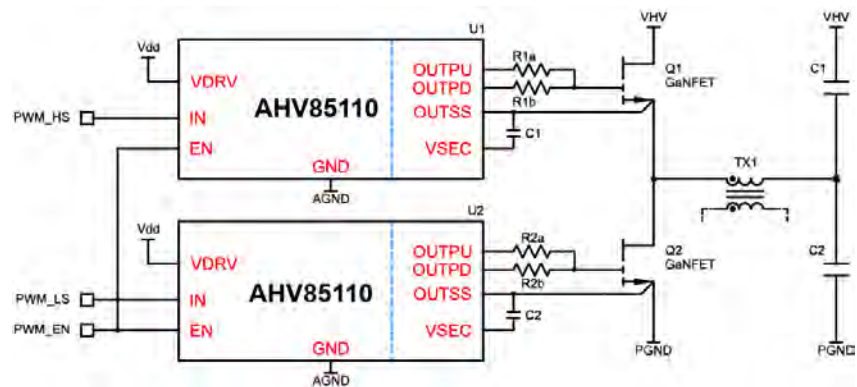 U1
VHV
VHV
Vdd
VDRV
OUTPU
R1a
Q1
GaNFET
C1
OUTPD
R1b
AHV85110
PWM_HS
IN
OUTSS
C1
EN
VSEC
GND
TX1
AGND
U2
Vdd
VDRV
OUTPU
R2a
Q2
GaNFET
C2
OUTPD
R2b
AHV85110
PWM_LS
IN
OUTSS
C2
PWM_EN
EN
VSEC
GND
PGND
PGND
AGND